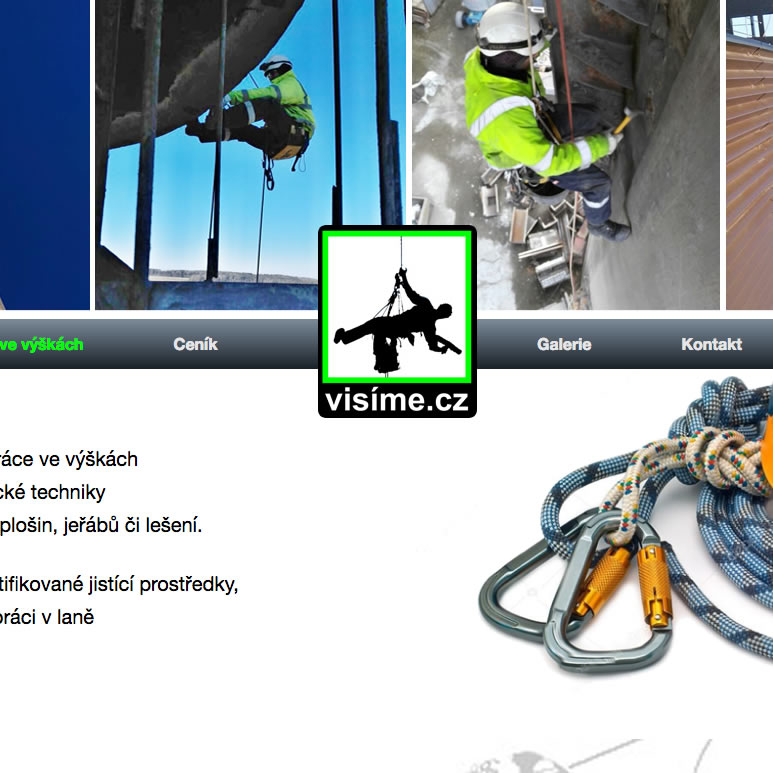 ve výškách Ceník Galerie Kontakt
visíme.cz
ráce ve výškách
cké techniky
plošin, jeřábů či lešení.
tifikované jistící prostředky,
práci v laně